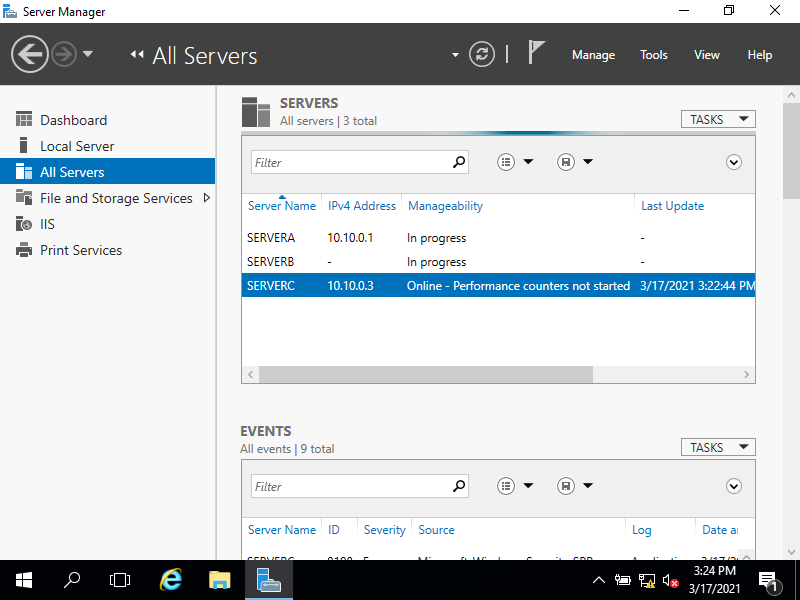 Server Manager
All Servers
Manage
Tools
View
Help
Dashboard
Local Server
All Servers
File and Storage Services
IIS
Print Services
SERVERS
All servers | 3 total
TASKS
Filter
Server Name IPv4 Address Manageability Last Update
SERVERA 10.10.0.1 In progress -
SERVERB - In progress -
SERVERC 10.10.0.3 Online - Performance counters not started 3/17/2021 3:22:44 PM
EVENTS
All events | 9 total
TASKS
Filter
Server Name ID Severity Source Log Date
3:24 PM
3/17/2021
1